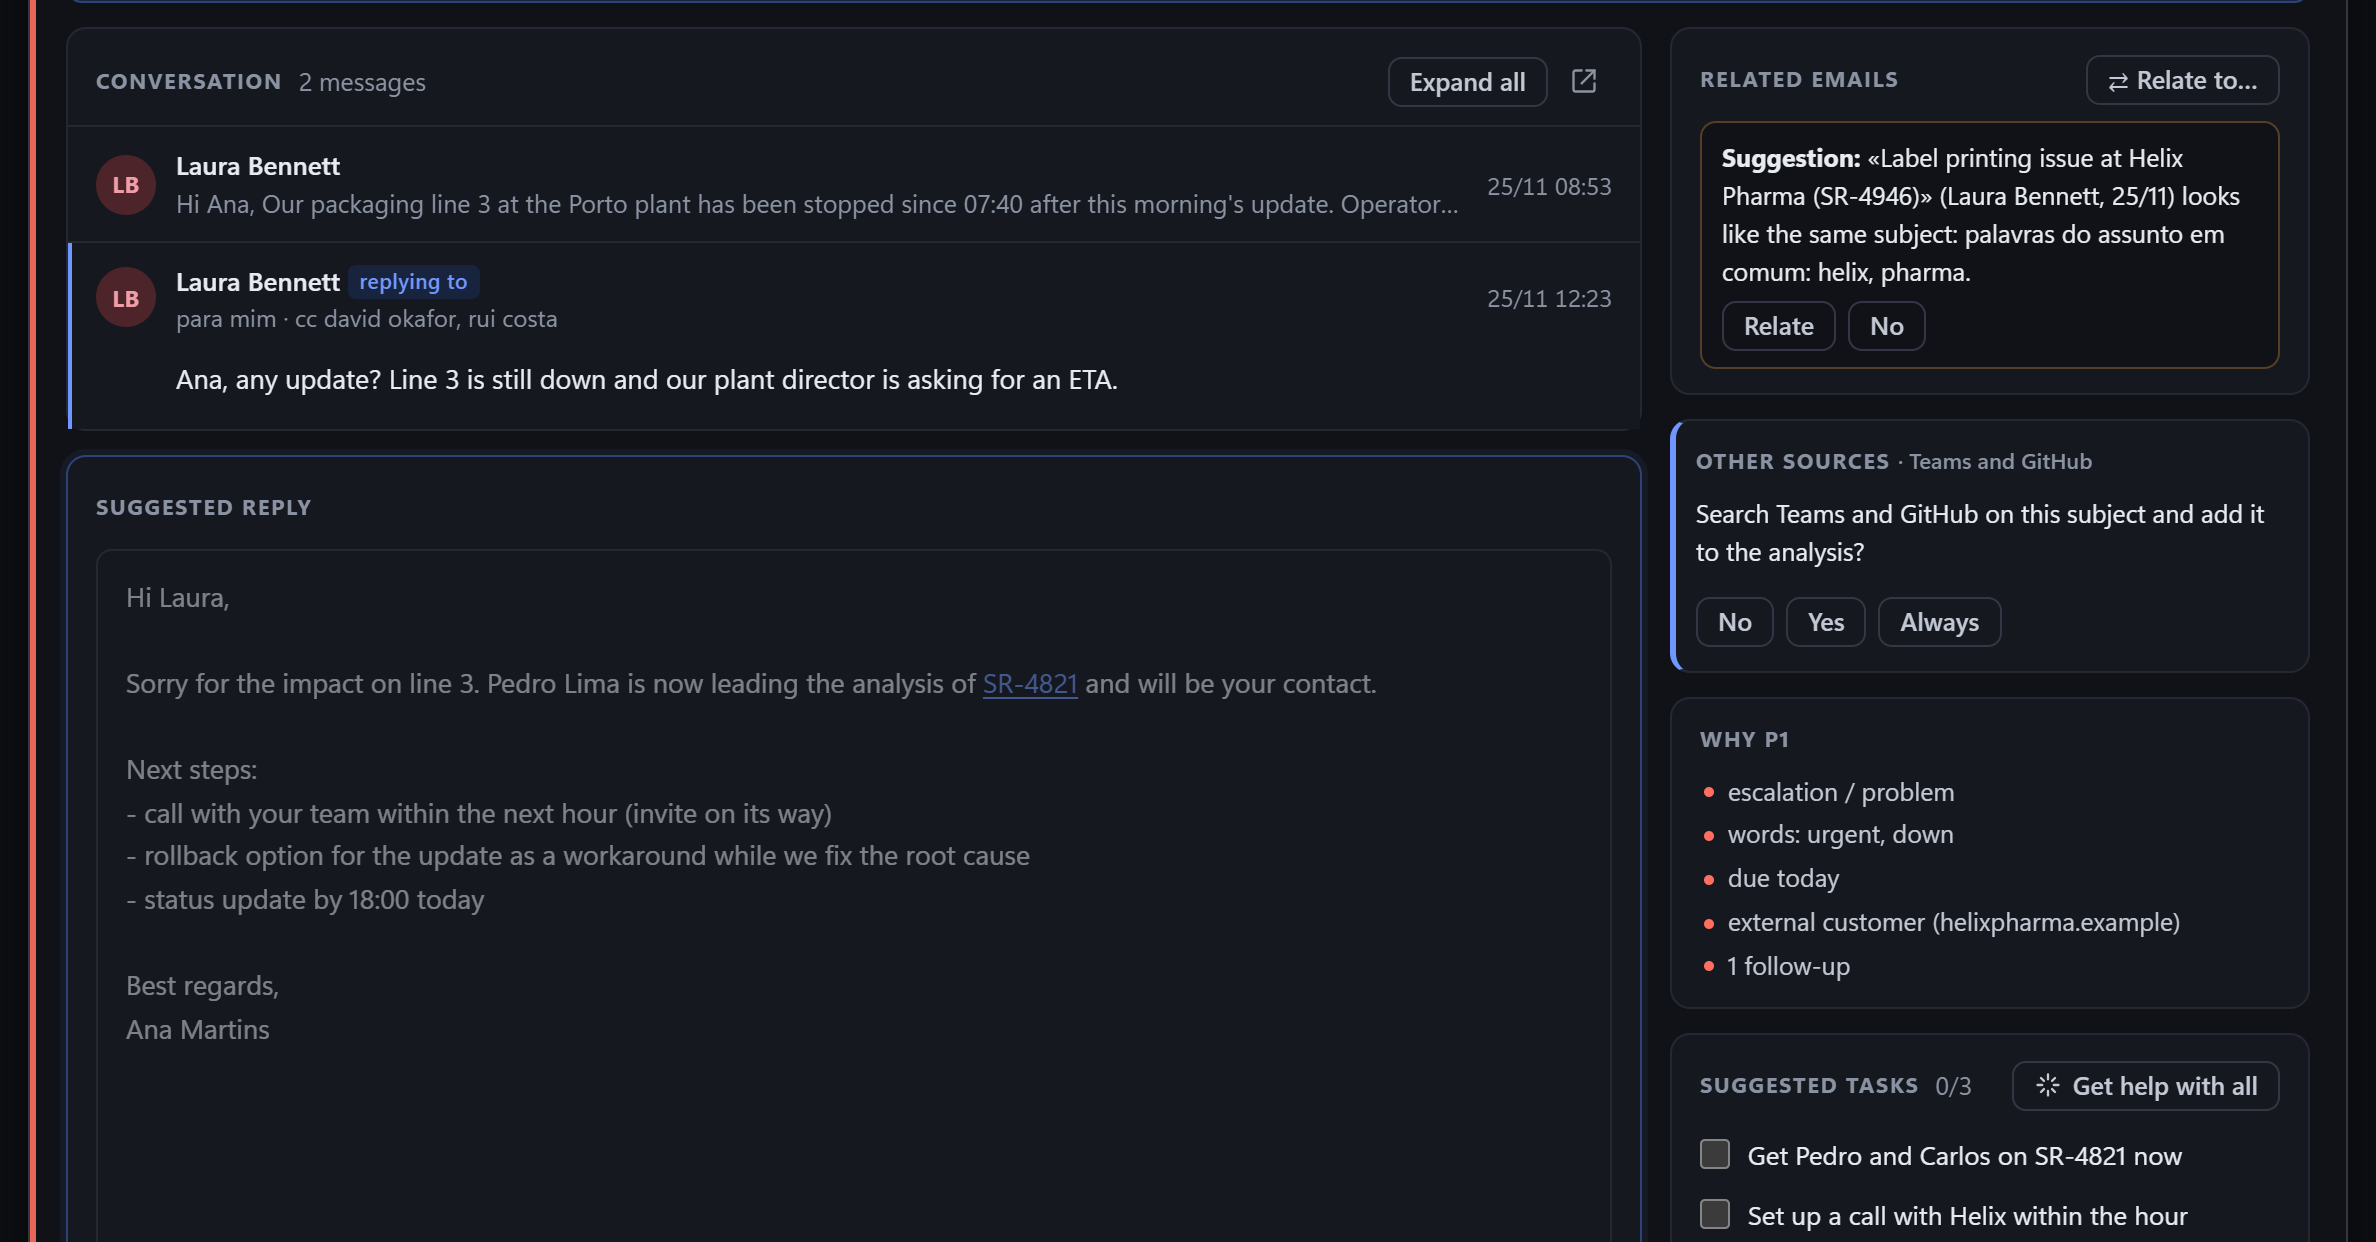 CONVERSATION 2 messages
Expand all
LB
Laura Bennett
Hi Ana, Our packaging line 3 at the Porto plant has been stopped since 07:40 after this morning's update. Operator...
25/11 08:53
LB
Laura Bennett replying to
para mim · cc david okafor, rui costa
25/11 12:23
Ana, any update? Line 3 is still down and our plant director is asking for an ETA.
SUGGESTED REPLY
Hi Laura,
Sorry for the impact on line 3. Pedro Lima is now leading the analysis of SR-4821 and will be your contact.
Next steps:
- call with your team within the next hour (invite on its way)
- rollback option for the update as a workaround while we fix the root cause
- status update by 18:00 today
Best regards,
Ana Martins
RELATED EMAILS
⇄ Relate to...
Suggestion: «Label printing issue at Helix
Pharma (SR-4946)» (Laura Bennett, 25/11) looks
like the same subject: palavras do assunto em
comum: helix, pharma.
Relate
No
OTHER SOURCES · Teams and GitHub
Search Teams and GitHub on this subject and add it
to the analysis?
No
Yes
Always
WHY P1
• escalation / problem
• words: urgent, down
• due today
• external customer (helixpharma.example)
• 1 follow-up
SUGGESTED TASKS 0/3
Get help with all
Get Pedro and Carlos on SR-4821 now
Set up a call with Helix within the hour